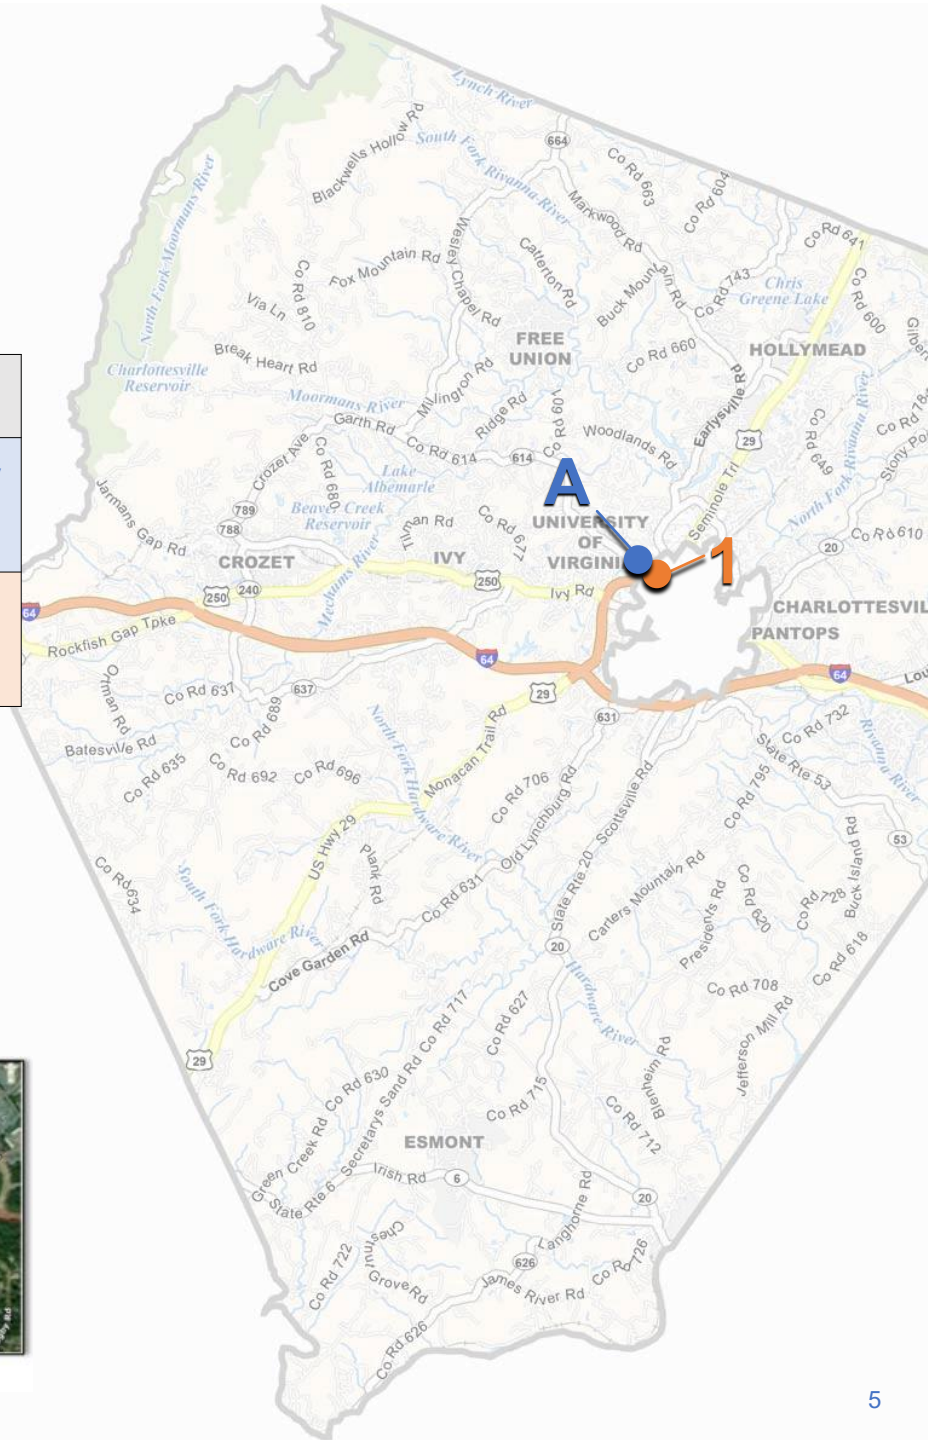 Lynch River
South Fork Rivanna River
Blackwells Hollow Rd
664
Co Rd 663
Co Rd 604
Markwood Rd
Co Rd 641
North Fork Moormans River
Wesley Chapel Rd
Catterton Rd
Fox Mountain Rd
Co Rd 810
Via Ln
Buck Mountain Rd
Co Rd 743
Chris
Greene Lake
Co Rd 600
FREE
UNION
Co Rd 660
HOLLYMEAD
Break Heart Rd
Charlottesville
Reservoir
Moormans River
Millington Rd
Garth Rd
Ridge Rd
Co Rd 601
Woodlands Rd
Earlysville Rd
29
Co Rd 649
North Fork Rivanna River
Crozet Ave
Co Rd 680
Co Rd 614
614
Lake
Albemarle
Seminole Trl
A
Jarmans Gap Rd
789
788
Beaver Creek
Reservoir
Co Rd 677
UNIVERSITY
OF
20
Co Rd 610
CROZET
IVY
1
250
240
250
Ivy Rd
Mechums River
CHARLOTTESVIL
PANTOPS
64
Rockfish Gap Tpke
64
64
Ortman Rd
Co Rd 637
637
29
631
Co Rd 689
Batesville Rd
Co Rd 635
Co Rd 692
Co Rd 696
North Fork Hardware River
Monacan Trail Rd
Co Rd 706
Co Rd 732
State Rte 53
Rivanna River
Co Rd 795
53
US Hwy 29
Plank Rd
Old Lynchburg Rd
Scottsville Rd
State Rte 20
Co Rd 634
South Fork Hardware River
Co Rd 631
Carters Mountain Rd
Presidents Rd
Co Rd 620
Co Rd 728
Buck Island Rd
Cove Garden Rd
20
Co Rd 618
Hardware River
Co Rd 708
29
Co Rd 717
Co Rd 627
Jefferson Mill Rd
Blenheim Rd
Co Rd 630
Secretarys Sand Rd
Co Rd 715
Co Rd 712
Green Creek Rd
ESMONT
State Rte 6
Irish Rd
6
20
Langhorne Rd
Co Rd 722
Chestnut Grove Rd
626
James River Rd
Co Rd 726
Co Rd 626
5